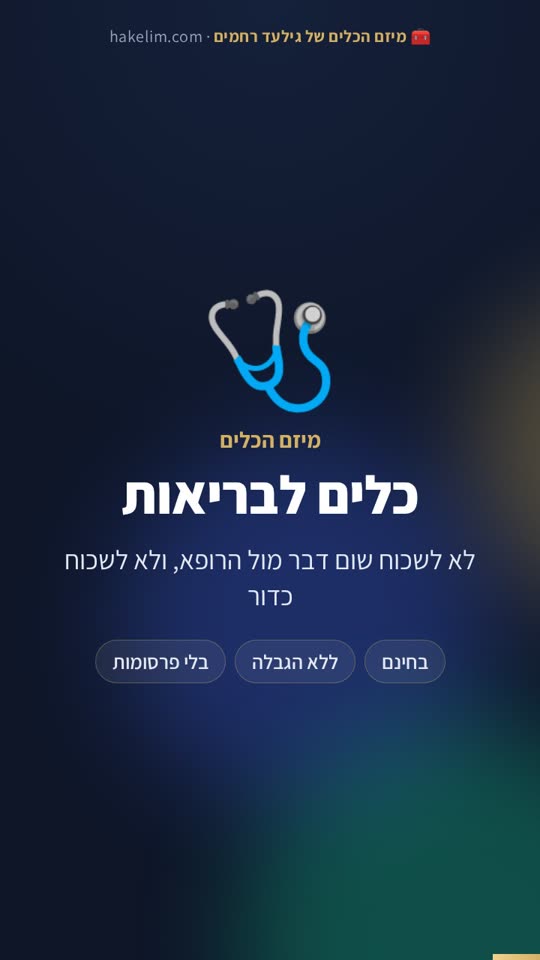 🧰 מיזם הכלים של גילעד רחמים · hakelim.com
מיזם הכלים
כלים לבריאות
לא לשכוח שום דבר מול הרופא, ולא לשכוח
כדור
בחינם
ללא הגבלה
בלי פרסומות